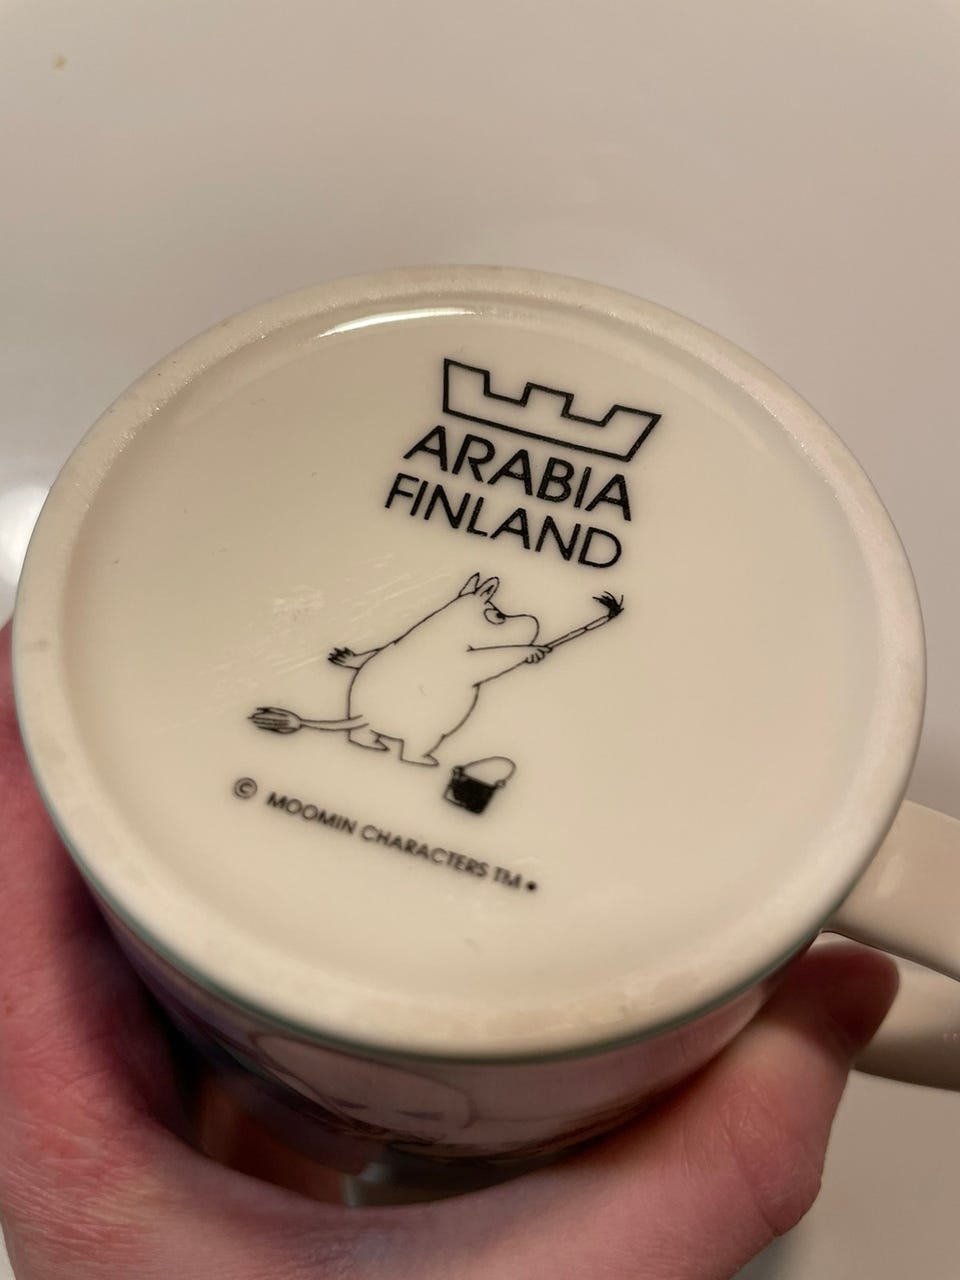 ARABIA
FINLAND
© MOOMIN CHARACTERS TM •